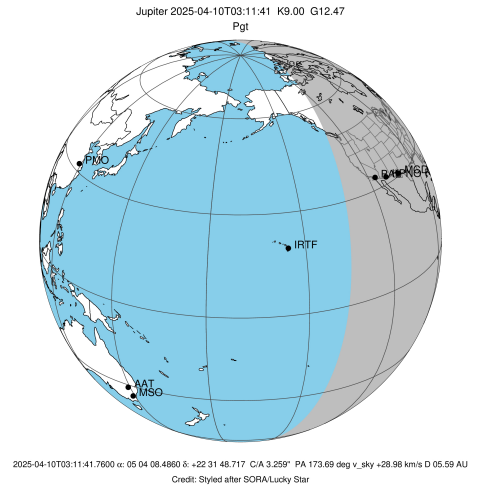 Jupiter 2025-04-10T03:11:41  K9.00  G12.47
Pgt
PMO
IRTF
AAT
MSO
2025-04-10T03:11:41.7600 α: 05 04 08.4860 δ: +22 31 48.717  C/A 3.259"  PA 173.69 deg v_sky +28.98 km/s D 05.59 AU
Credit: Styled after SORA/Lucky Star